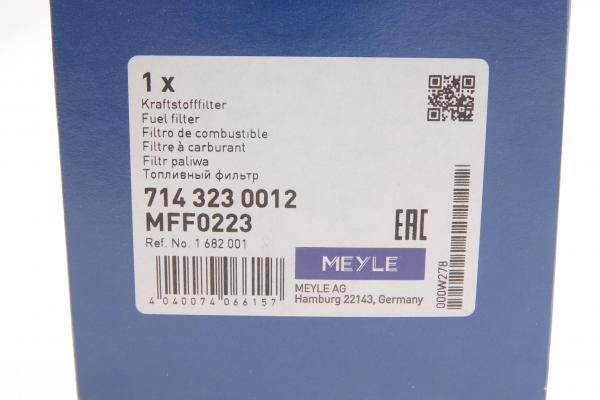 1 x
Kraftstofffilter
Fuel filter
Filtro de combustible
Filtre à carburant
Filtr paliwa
Топливный фильтр
714 323 0012
MFF0223
Ref. No. 1 682 001
4 040074 066157
EAC
MEYLE
MEYLE AG
Hamburg 22143, Germany
000W278